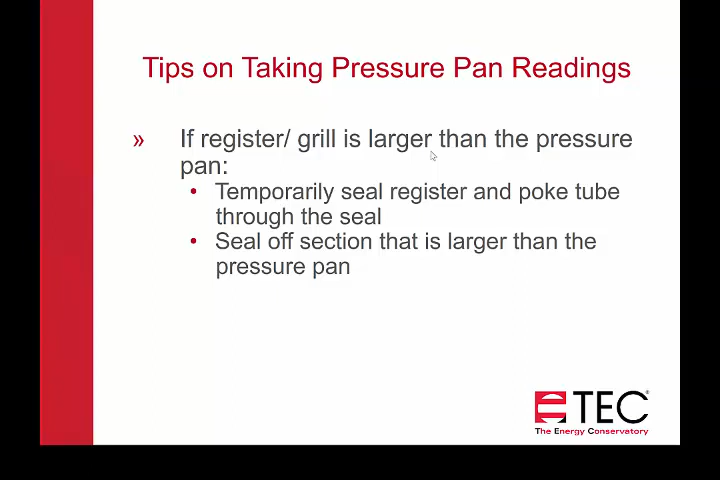 Tips on Taking Pressure Pan Readings
» If register/ grill is larger than the pressure
pan:
• Temporarily seal register and poke tube
through the seal
• Seal off section that is larger than the
pressure pan
TEC®
The Energy Conservatory